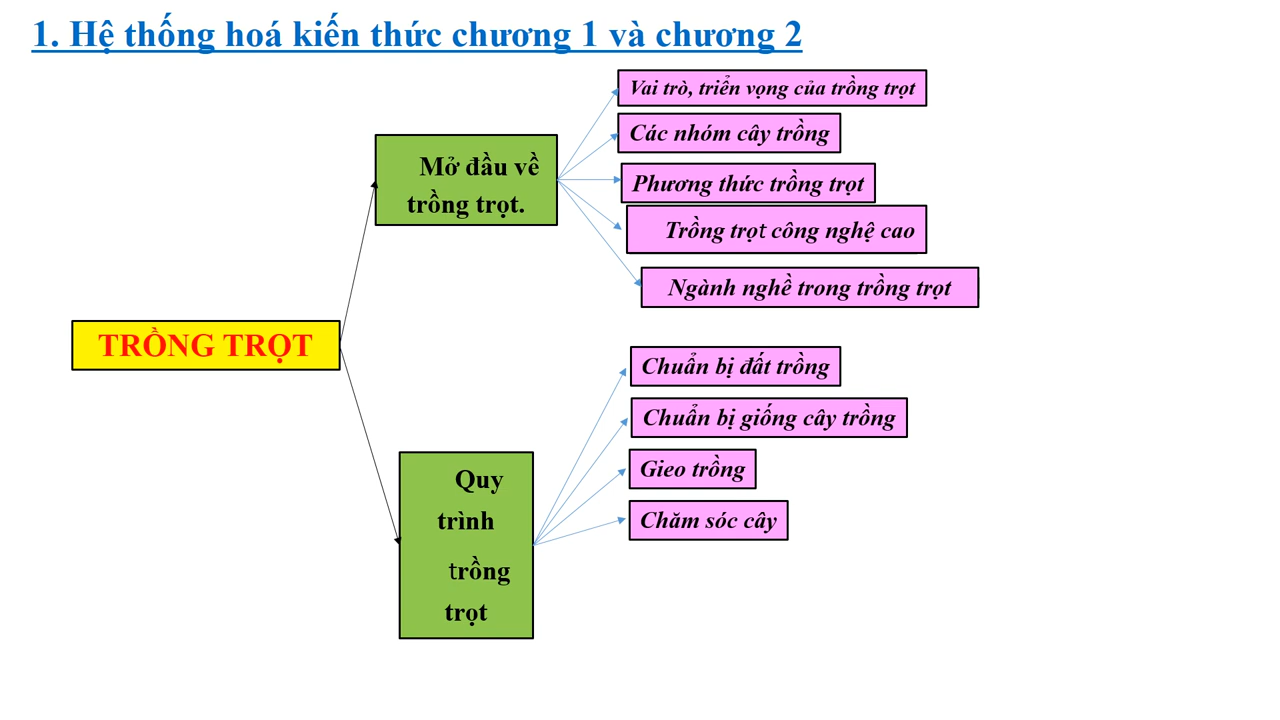 1. Hệ thống hoá kiến thức chương 1 và chương 2
Vai trò, triển vọng của trồng trọt
Các nhóm cây trồng
Mở đầu về
trồng trọt.
Phương thức trồng trọt
Trồng trọt công nghệ cao
Ngành nghề trong trồng trọt
TRỒNG TRỌT
Chuẩn bị đất trồng
Chuẩn bị giống cây trồng
Quy
trình
trồng
trọt
Gieo trồng
Chăm sóc cây